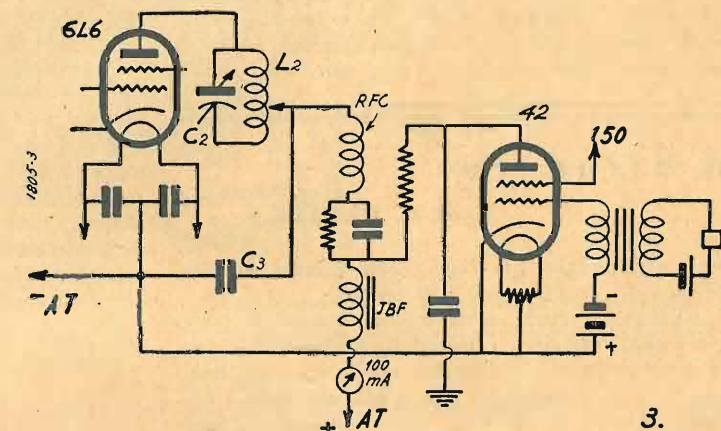 6L6
L2
C2
RFC
42
150
1805-3
C3
-AT
JBF
100
mA
+ AT
-
+
3.